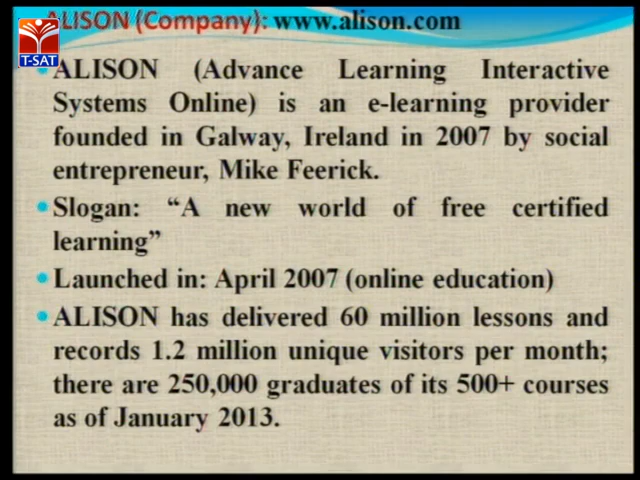 ALISON (Company): www.alison.com
T-SAT
• ALISON (Advance Learning Interactive
Systems Online) is an e-learning provider
founded in Galway, Ireland in 2007 by social
entrepreneur, Mike Feerick.
• Slogan: “A new world of free certified
learning”
• Launched in: April 2007 (online education)
• ALISON has delivered 60 million lessons and
records 1.2 million unique visitors per month;
there are 250,000 graduates of its 500+ courses
as of January 2013.